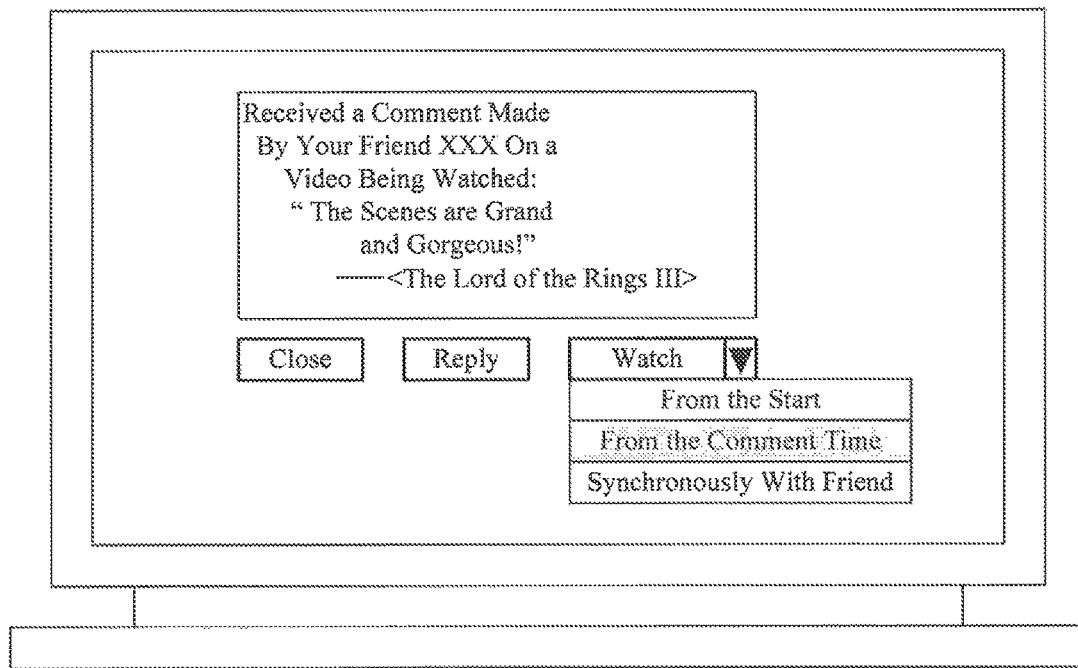 Received a Comment Made
By Your Friend XXX On a
Video Being Watched:
“ The Scenes are Grand
and Gorgeous!”
——<The Lord of the Rings III>
Close Reply Watch ▼
From the Start
From the Comment Time
Synchronously With Friend